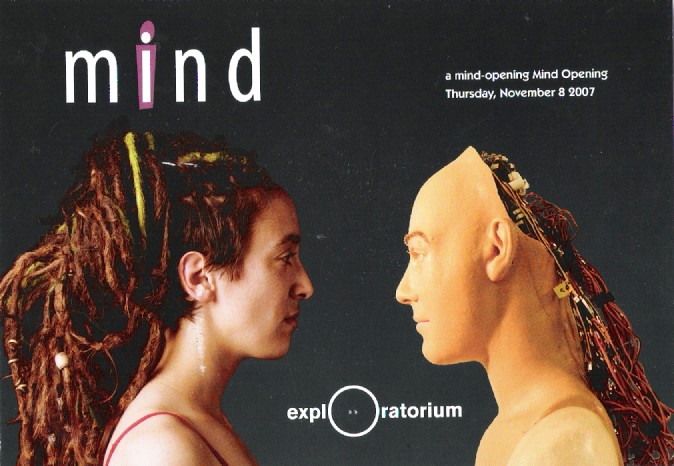 mind
a mind-opening Mind Opening
Thursday, November 8 2007
explOratorium